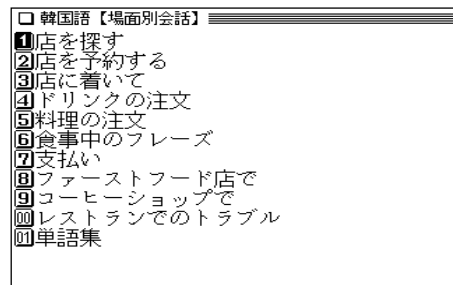 韓国語【場面別会話】
1店を探す
2店を予約する
3店に着いて
4ドリンクの注文
5料理の注文
6食事中のフレーズ
7支払い
8ファーストフード店で
9コーヒーショップで
00レストランでのトラブル
01単語集